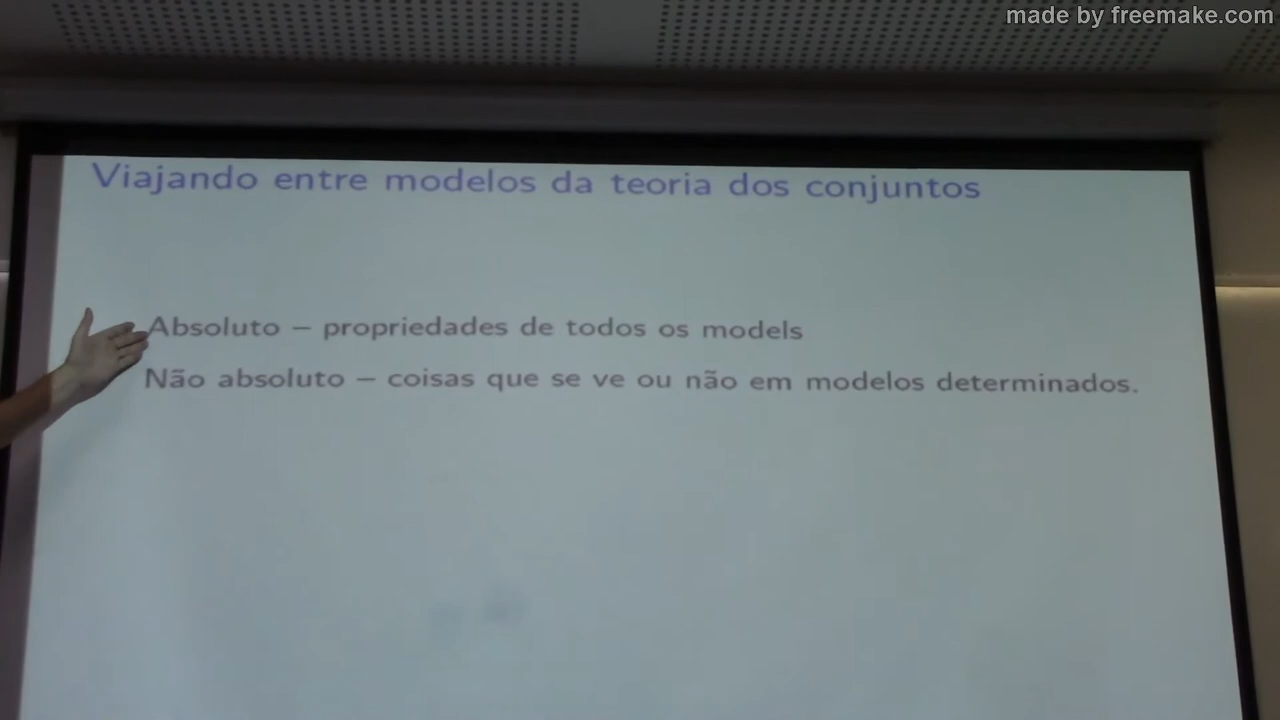 made by freemake.com
Viajando entre modelos da teoria dos conjuntos
Absoluto – propriedades de todos os models
Não absoluto – coisas que se ve ou não em modelos determinados.